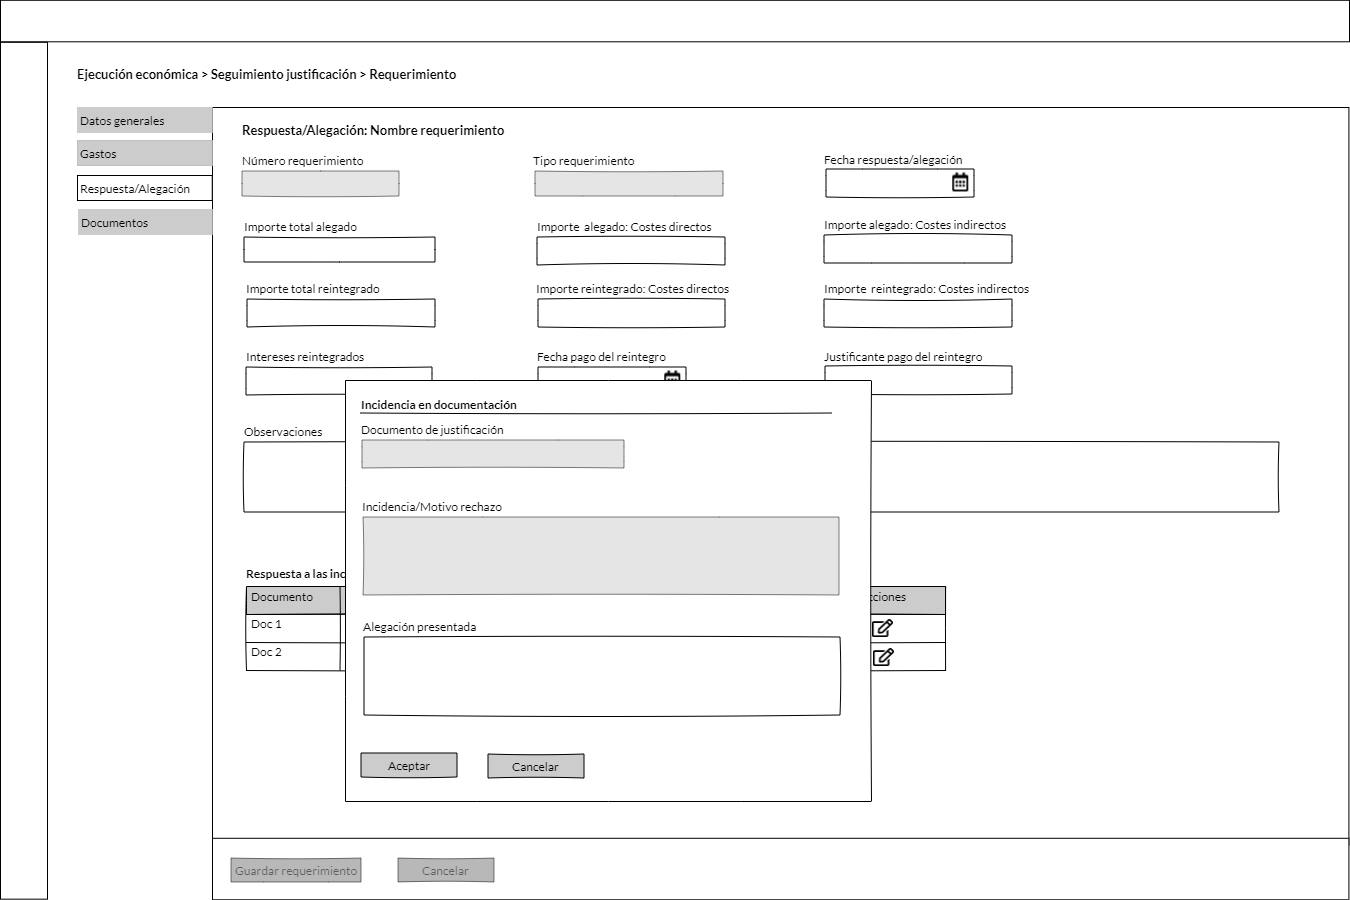 Ejecución económica > Seguimiento justificación > Requerimiento
Datos generales
Gastos
Respuesta/Alegación
Documentos
Respuesta/Alegación: Nombre requerimiento
Número requerimiento
Tipo requerimiento
Fecha respuesta/alegación
Importe total alegado
Importe alegado: Costes directos
Importe alegado: Costes indirectos
Importe total reintegrado
Importe reintegrado: Costes directos
Importe reintegrado: Costes indirectos
Intereses reintegrados
Fecha pago del reintegro
Justificante pago del reintegro
Observaciones
Respuesta a las inc
Documento
cciones
Doc 1
Doc 2
Incidencia en documentación
Documento de justificación
Incidencia/Motivo rechazo
Alegación presentada
Aceptar
Cancelar
Guardar requerimiento
Cancelar